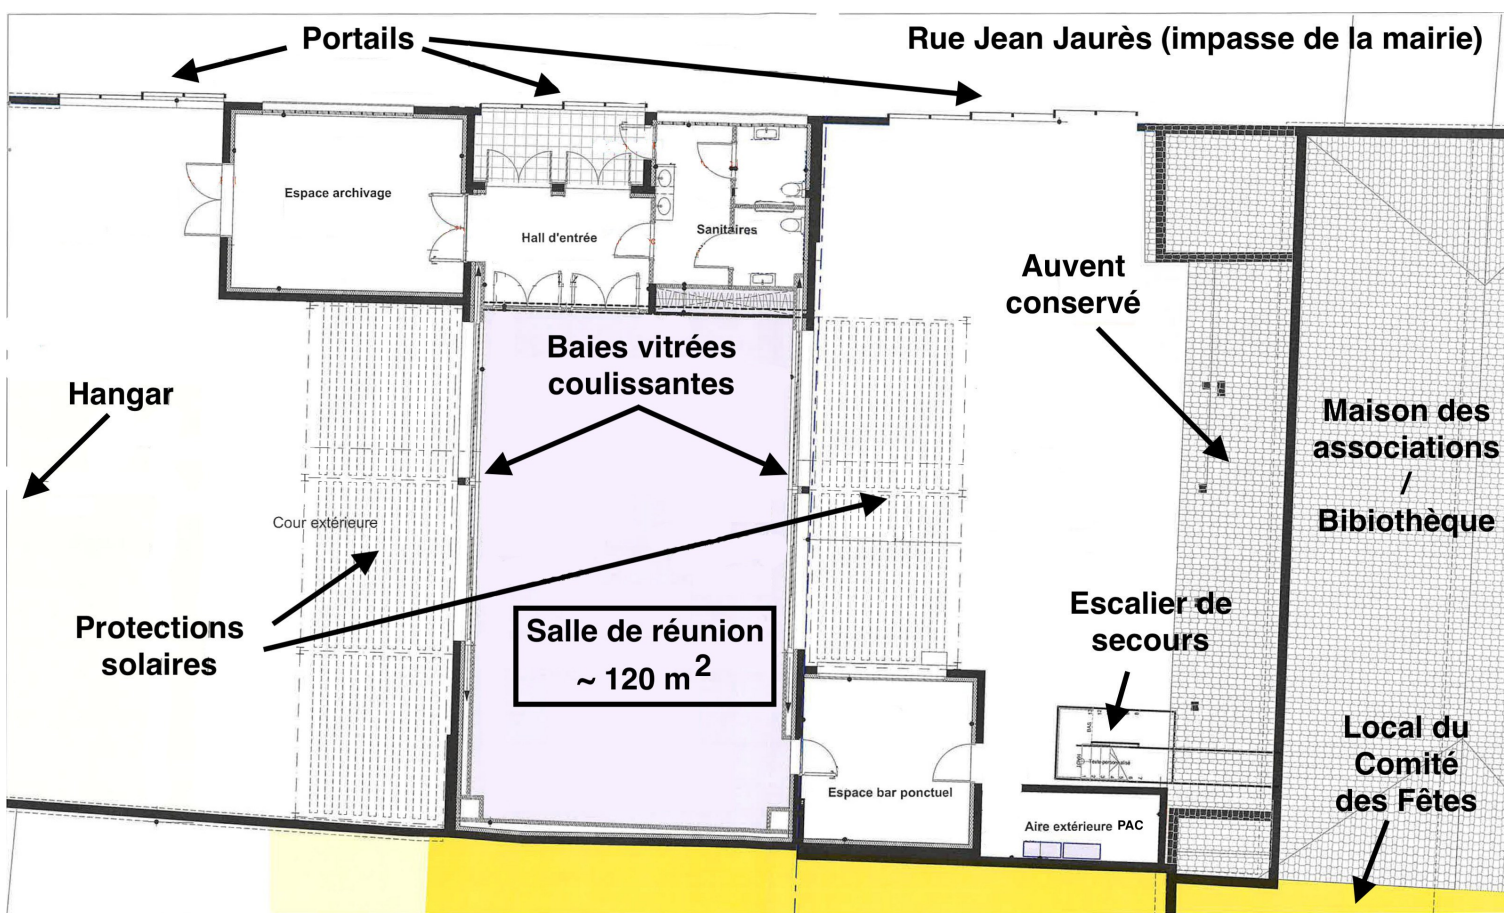 Portails
Rue Jean Jaurès (impasse de la mairie)
Espace archivage
Hall d'entrée
Sanitaires
Auvent
conservé
Baies vitrées
coulissantes
Hangar
Maison des
associations
/
Bibiothèque
Cour extérieure
Protections
solaires
Salle de réunion
~ 120 m2
Escalier de
secours
Texte personnalisé
Local du
Comité
des Fêtes
Espace bar ponctuel
Aire extérieure PAC